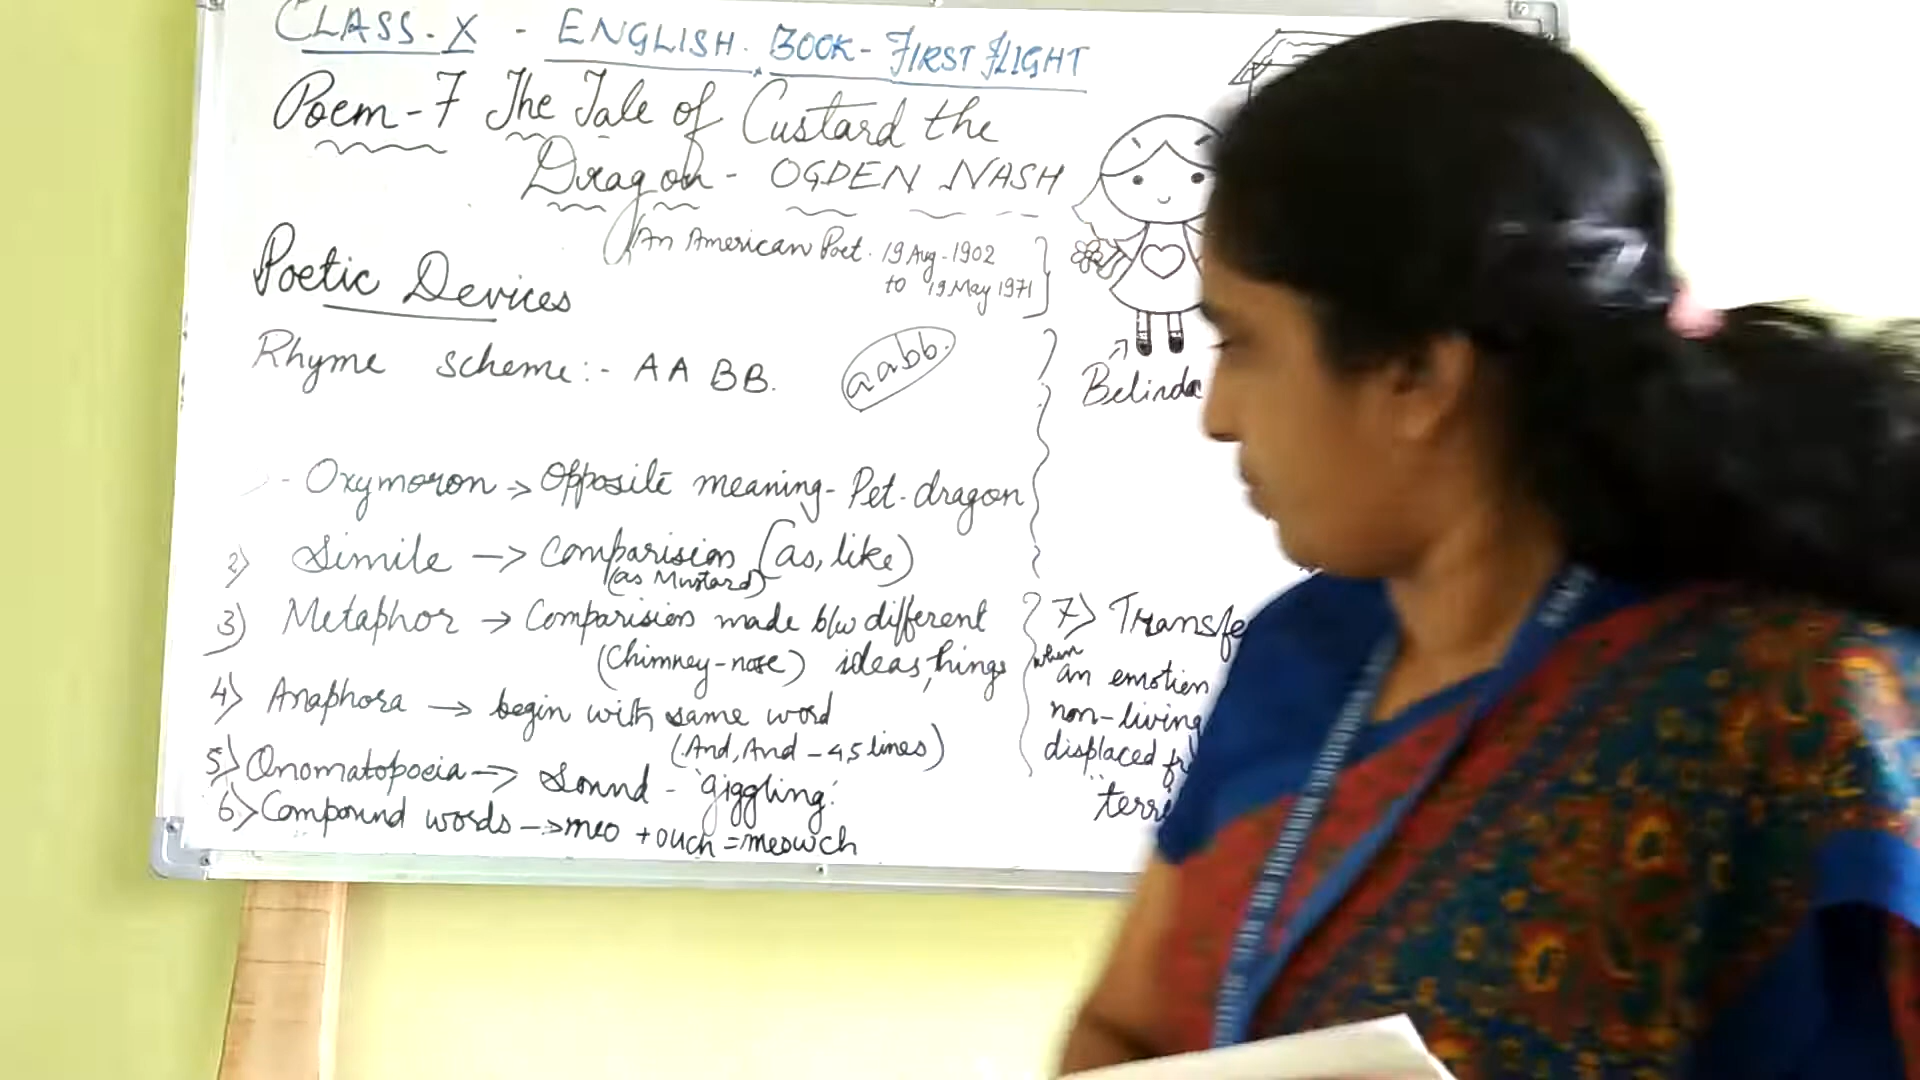 CLASS-X - ENGLISH. BOOK - FIRST FLIGHT
Poem-7 The Tale of Custard the
Dragon - OGDEN NASH
An American Poet. 19 Aug-1902
to 19 May 1971
Poetic Devices
Rhyme scheme:- AA BB. aabb.
Belinda
- Oxymoron -> Opposite meaning - Pet-dragon
2) Simile -> Comparision (as, like)
(as Mustard)
3) Metaphor -> Comparision made b/w different
(Chimney-nose) ideas, things
4) Anaphora -> begin with same word
(And, And - 4,5 lines)
5) Onomatopoeia -> Sound - 'giggling'
6) Compound words -> meo + ouch = meowch
7) Transfe
when
an emotion
non-living
displaced fr
"terri